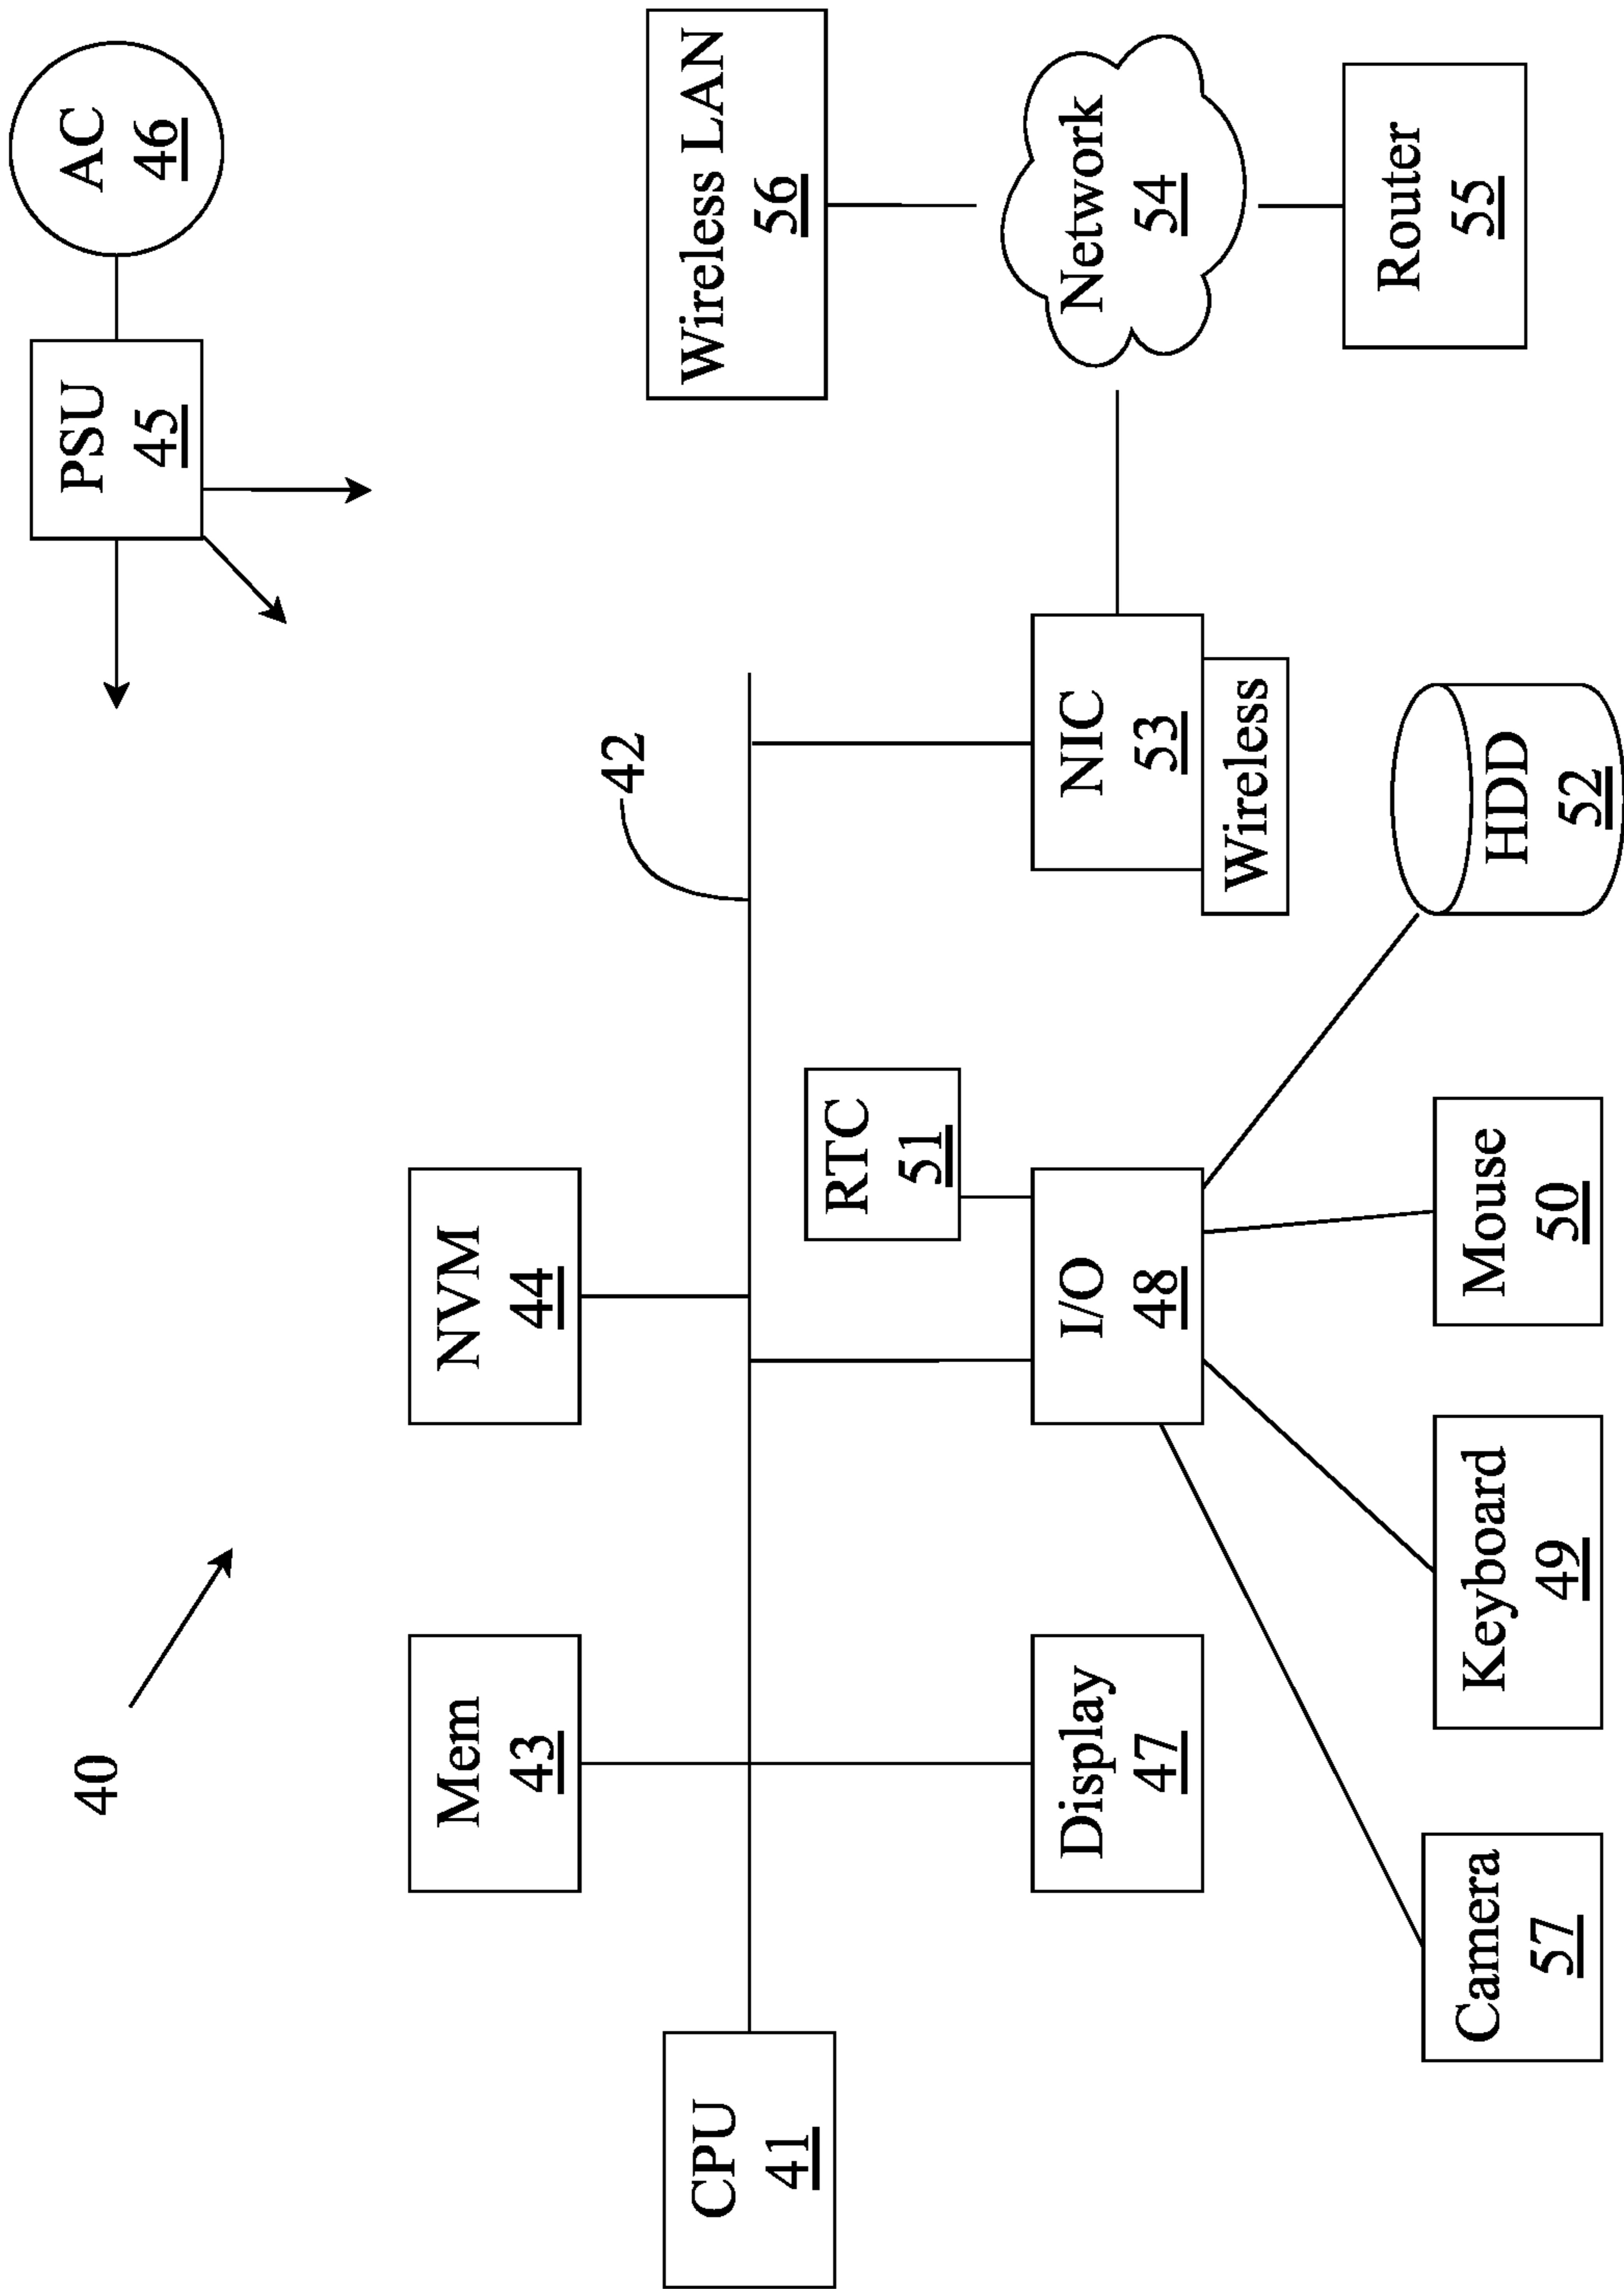 40
AC
46
PSU
45
Mem
43
NVM
44
42
CPU
41
Wireless LAN
56
RTC
51
Display
47
I/O
48
NIC
53
Wireless
Network
54
Camera
57
Keyboard
49
Mouse
50
HDD
52
Router
55